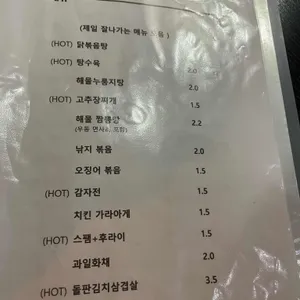 (제일 잘나가는 메뉴 모음 )
(HOT) 닭볶음탕
(HOT) 탕수육 2.0
해물누룽지탕 2.0
(HOT) 고추장찌개 1.5
해물 짬뽕탕 2.2
(우동 면사리 포함)
낚지 볶음 2.0
오징어 볶음 1.5
(HOT) 감자전 1.5
치킨 가라아게 1.5
(HOT) 스팸+후라이 1.5
과일화채 2.0
(HOT) 돌판김치삼겹살 3.5